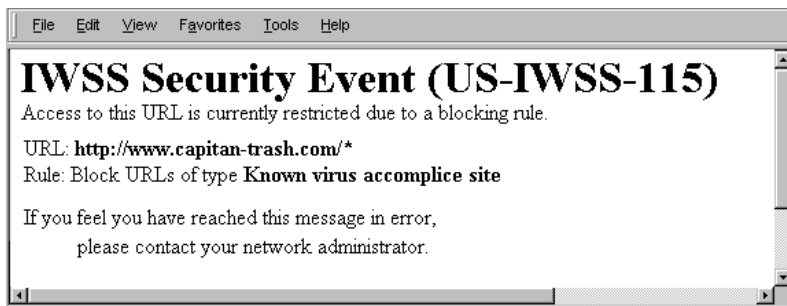 File Edit View Favorites Tools Help
IWSS Security Event (US-IWSS-115)
Access to this URL is currently restricted due to a blocking rule.
URL: http://www.capitan-trash.com/*
Rule: Block URLs of type Known virus accomplice site
If you feel you have reached this message in error,
please contact your network administrator.